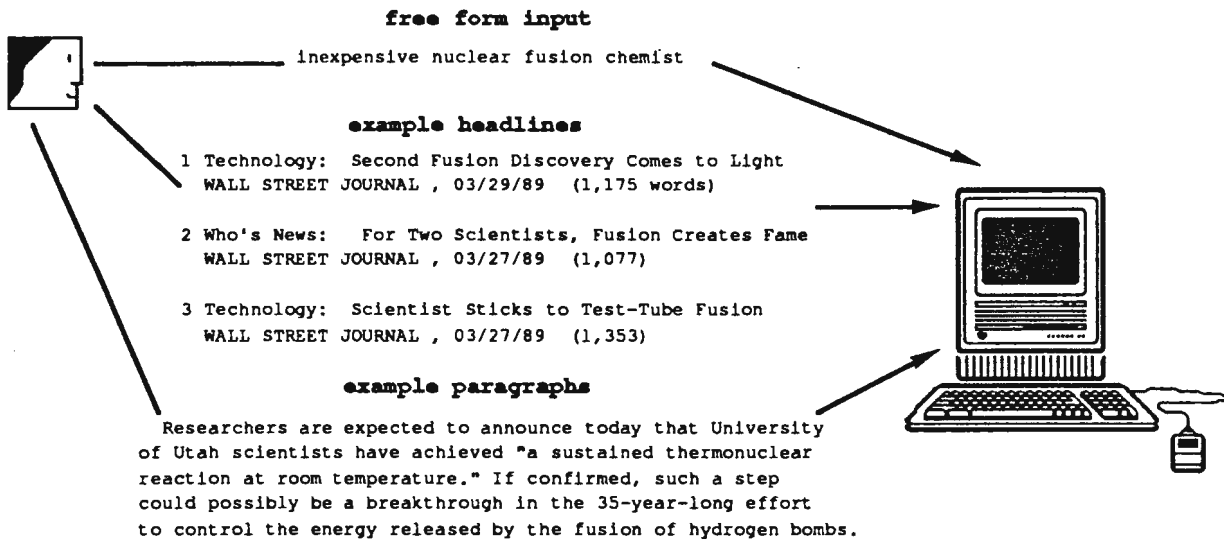 free form input
inexpensive nuclear fusion chemist
example headlines
1 Technology: Second Fusion Discovery Comes to Light
WALL STREET JOURNAL , 03/29/89 (1,175 words)
2 Who's News: For Two Scientists, Fusion Creates Fame
WALL STREET JOURNAL , 03/27/89 (1,077)
3 Technology: Scientist Sticks to Test-Tube Fusion
WALL STREET JOURNAL , 03/27/89 (1,353)
example paragraphs
Researchers are expected to announce today that University
of Utah scientists have achieved "a sustained thermonuclear
reaction at room temperature." If confirmed, such a step
could possibly be a breakthrough in the 35-year-long effort
to control the energy released by the fusion of hydrogen bombs.